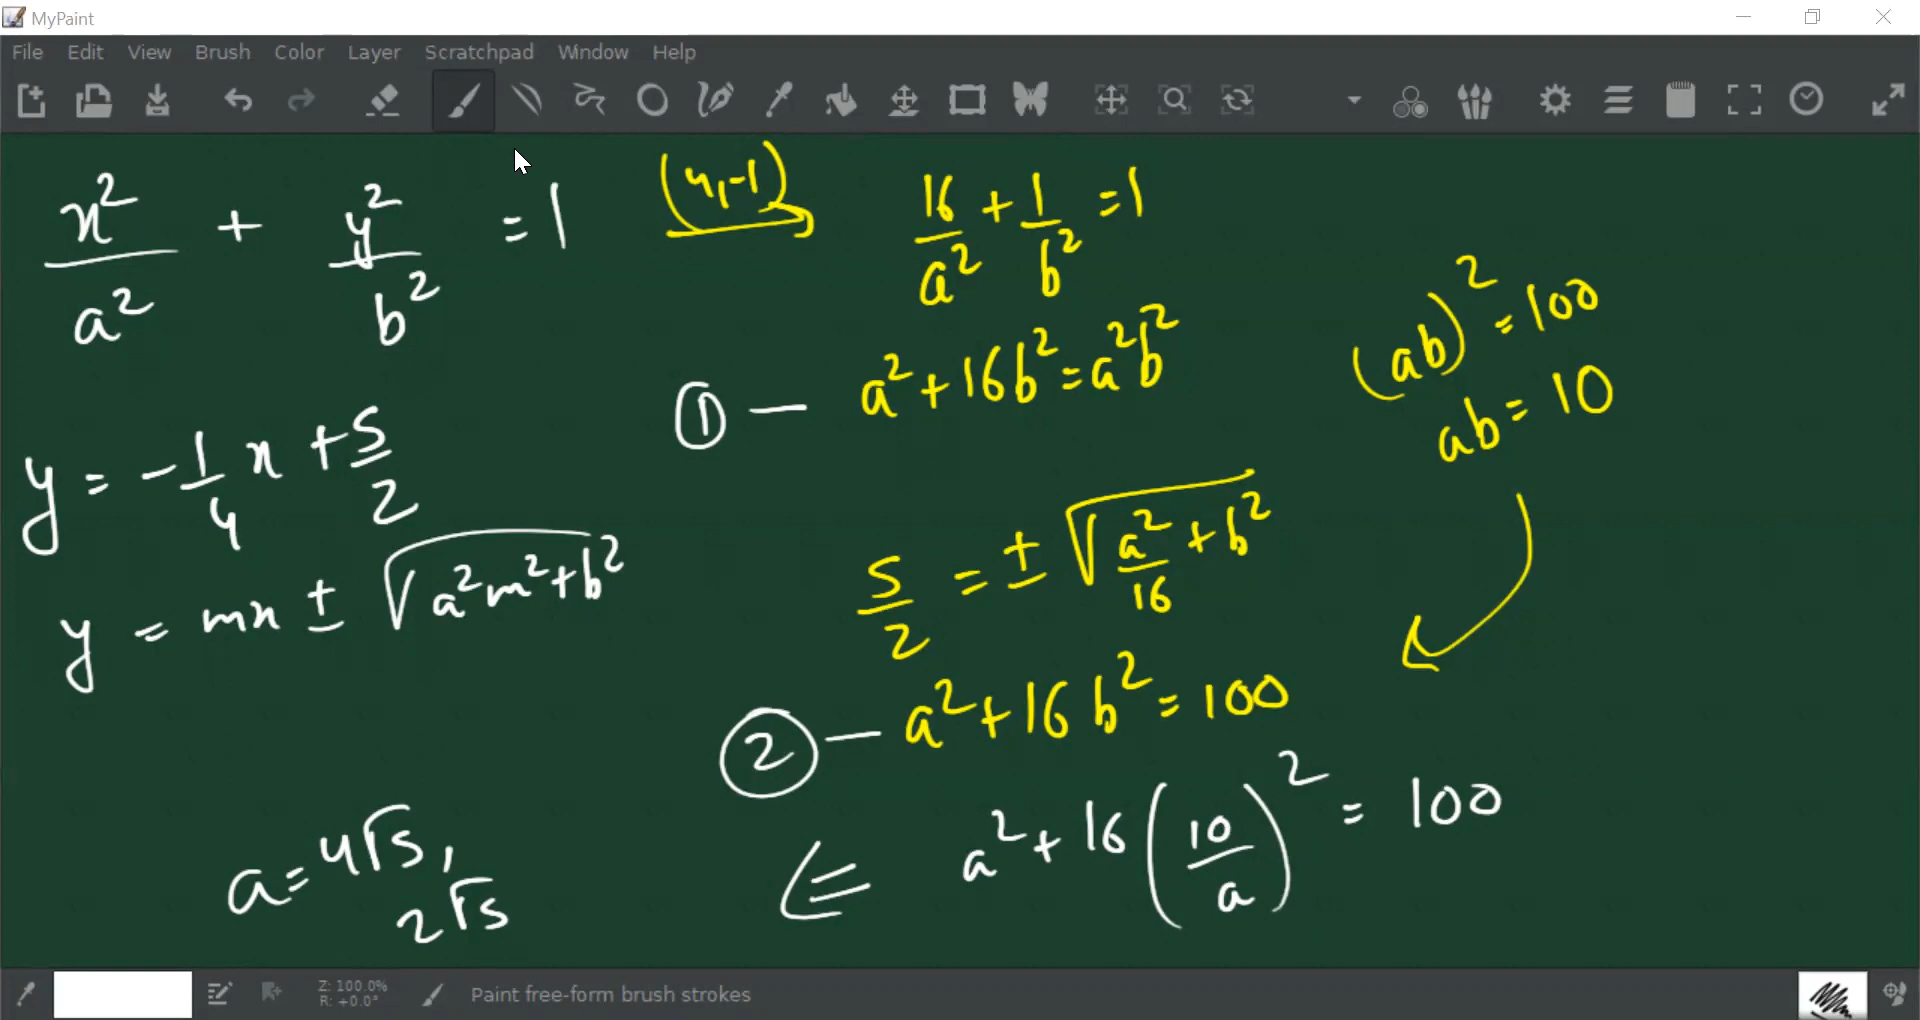 MyPaint
File Edit View Brush Color Layer Scratchpad Window Help
x²/a² + y²/b² = 1
(4,-1)
16/a² + 1/b² = 1
① — a² + 16b² = a²b²
(ab)² = 100
ab = 10
y = -1/4 x + 5/2
y = mx ± √(a²m² + b²)
5/2 = ± √(a²/16 + b²)
② — a² + 16b² = 100
a² + 16(10/a)² = 100
⇐
a = 4√5,
2√5
Z: 100.0%
R: +0.0°
Paint free-form brush strokes